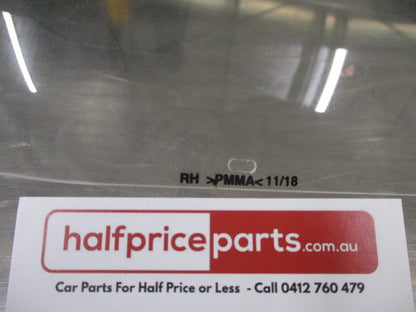 RH >PMMA< 11/18
halfpriceparts.com.au
Car Parts For Half Price or Less - Call 0412 760 479